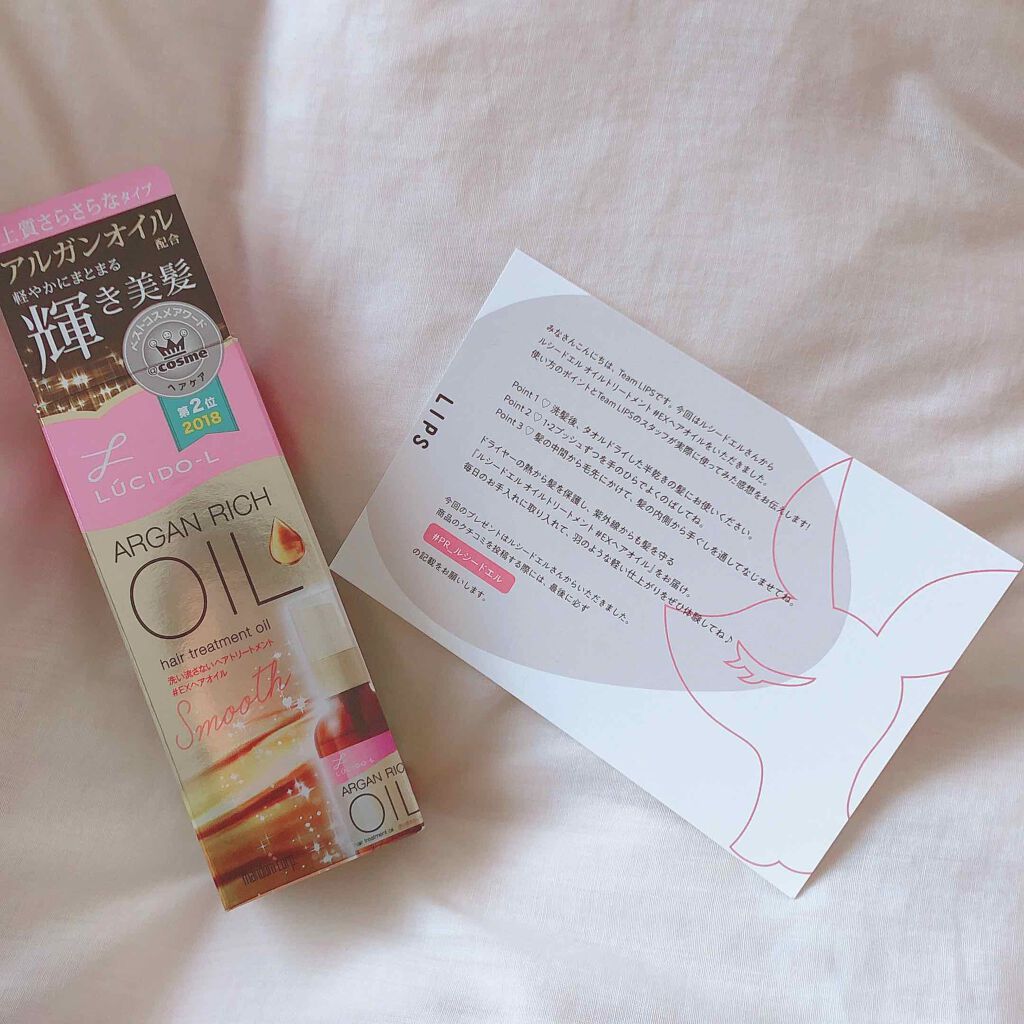 上質さらさらなタイプ
アルガンオイル
配合
軽やかにまとまる
輝き美髪
ベストコスメアワード
@cosme
ヘアケア
第2位
2018
LÚCIDO-L
ARGAN RICH
OIL
hair treatment oil
洗い流さないヘアトリートメント
#EXヘアオイル
Smooth
LÚCIDO-L
ARGAN RICH
OIL
hair treatment oil
mandom corp.
LIPS
みなさんこんにちは、Team LIPSです。今回はルシードエルさんから
ルシードエル オイルトリートメント #EXヘアオイルをいただきました。
使い方のポイントとTeam LIPSのスタッフが実際に使ってみた感想をお伝えします!
Point 1 ♡ 洗髪後、タオルドライした半乾きの髪にお使いください。
Point 2 ♡ 1-2プッシュずつを手のひらでよくのばしてね。
Point 3 ♡ 髪の中間から毛先にかけて、髪の内側から手ぐしを通してなじませてね。
ドライヤーの熱から髪を保護し、紫外線からも髪を守る
「ルシードエル オイルトリートメント #EXヘアオイル」をお届け。
毎日のお手入れに取り入れて、羽のような軽い仕上がりをぜひ体験してね♪
今回のプレゼントはルシードエルさんからいただきました。
商品のクチコミを投稿する際には、最後に必ず
#PR_ルシードエル
の記載をお願いします。